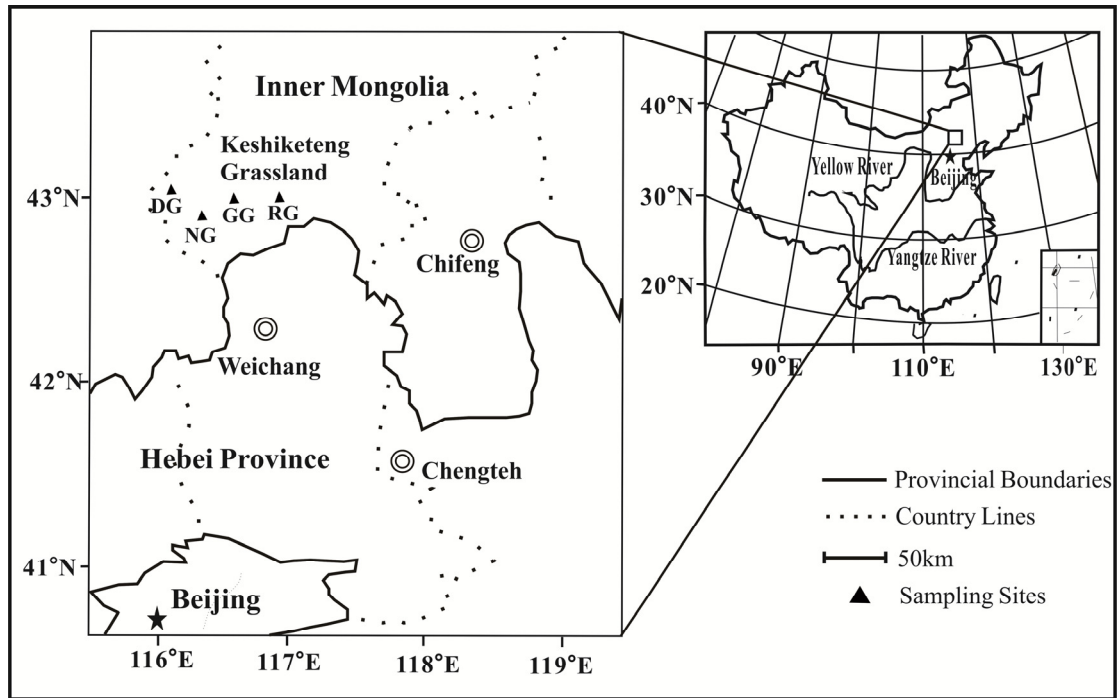 Inner Mongolia
Keshiketeng
Grassland
43°N
DG
NG
GG
RG
Chifeng
Weichang
42°N
Hebei Province
Chengteh
41°N
Beijing
116°E
117°E
118°E
119°E
40°N
30°N
20°N
Yellow River
Beijing
Yangtze River
90°E
110°E
130°E
Provincial Boundaries
Country Lines
50km
Sampling Sites